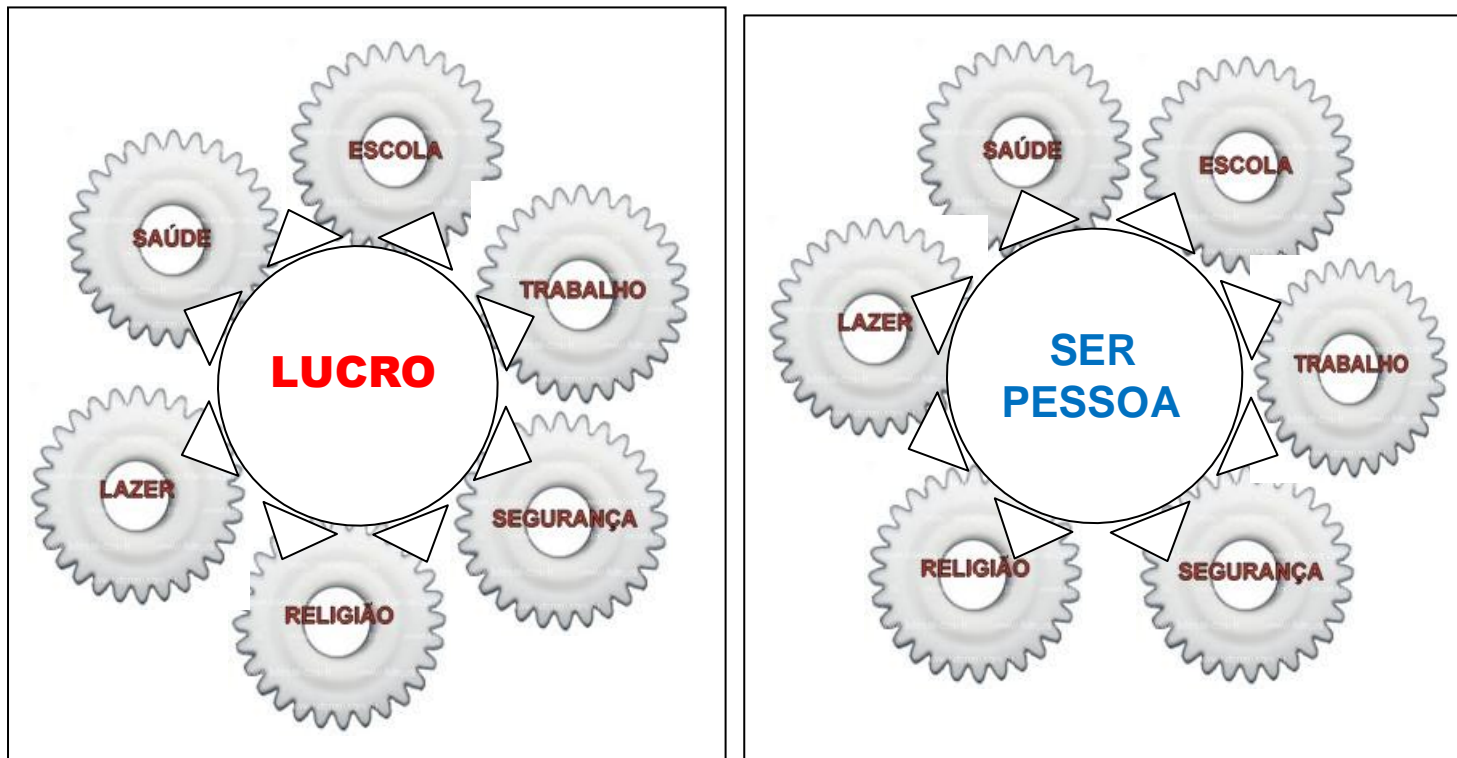 ESCOLA
SAÚDE
TRABALHO
LUCRO
LAZER
SEGURANÇA
RELIGIÃO
SAÚDE
ESCOLA
LAZER
SER
PESSOA
TRABALHO
RELIGIÃO
SEGURANÇA